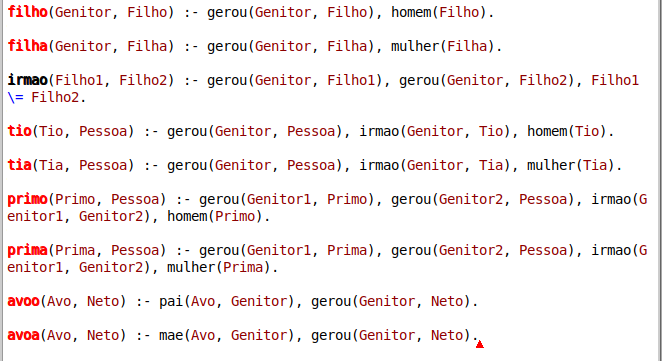 filho(Genitor, Filho) :- gerou(Genitor, Filho), homem(Filho).
filha(Genitor, Filha) :- gerou(Genitor, Filha), mulher(Filha).
irmao(Filho1, Filho2) :- gerou(Genitor, Filho1), gerou(Genitor, Filho2), Filho1
\= Filho2.
tio(Tio, Pessoa) :- gerou(Genitor, Pessoa), irmao(Genitor, Tio), homem(Tio).
tia(Tia, Pessoa) :- gerou(Genitor, Pessoa), irmao(Genitor, Tia), mulher(Tia).
primo(Primo, Pessoa) :- gerou(Genitor1, Primo), gerou(Genitor2, Pessoa), irmao(G
enitor1, Genitor2), homem(Primo).
prima(Prima, Pessoa) :- gerou(Genitor1, Prima), gerou(Genitor2, Pessoa), irmao(G
enitor1, Genitor2), mulher(Prima).
avoo(Avo, Neto) :- pai(Avo, Genitor), gerou(Genitor, Neto).
avoa(Avo, Neto) :- mae(Avo, Genitor), gerou(Genitor, Neto).